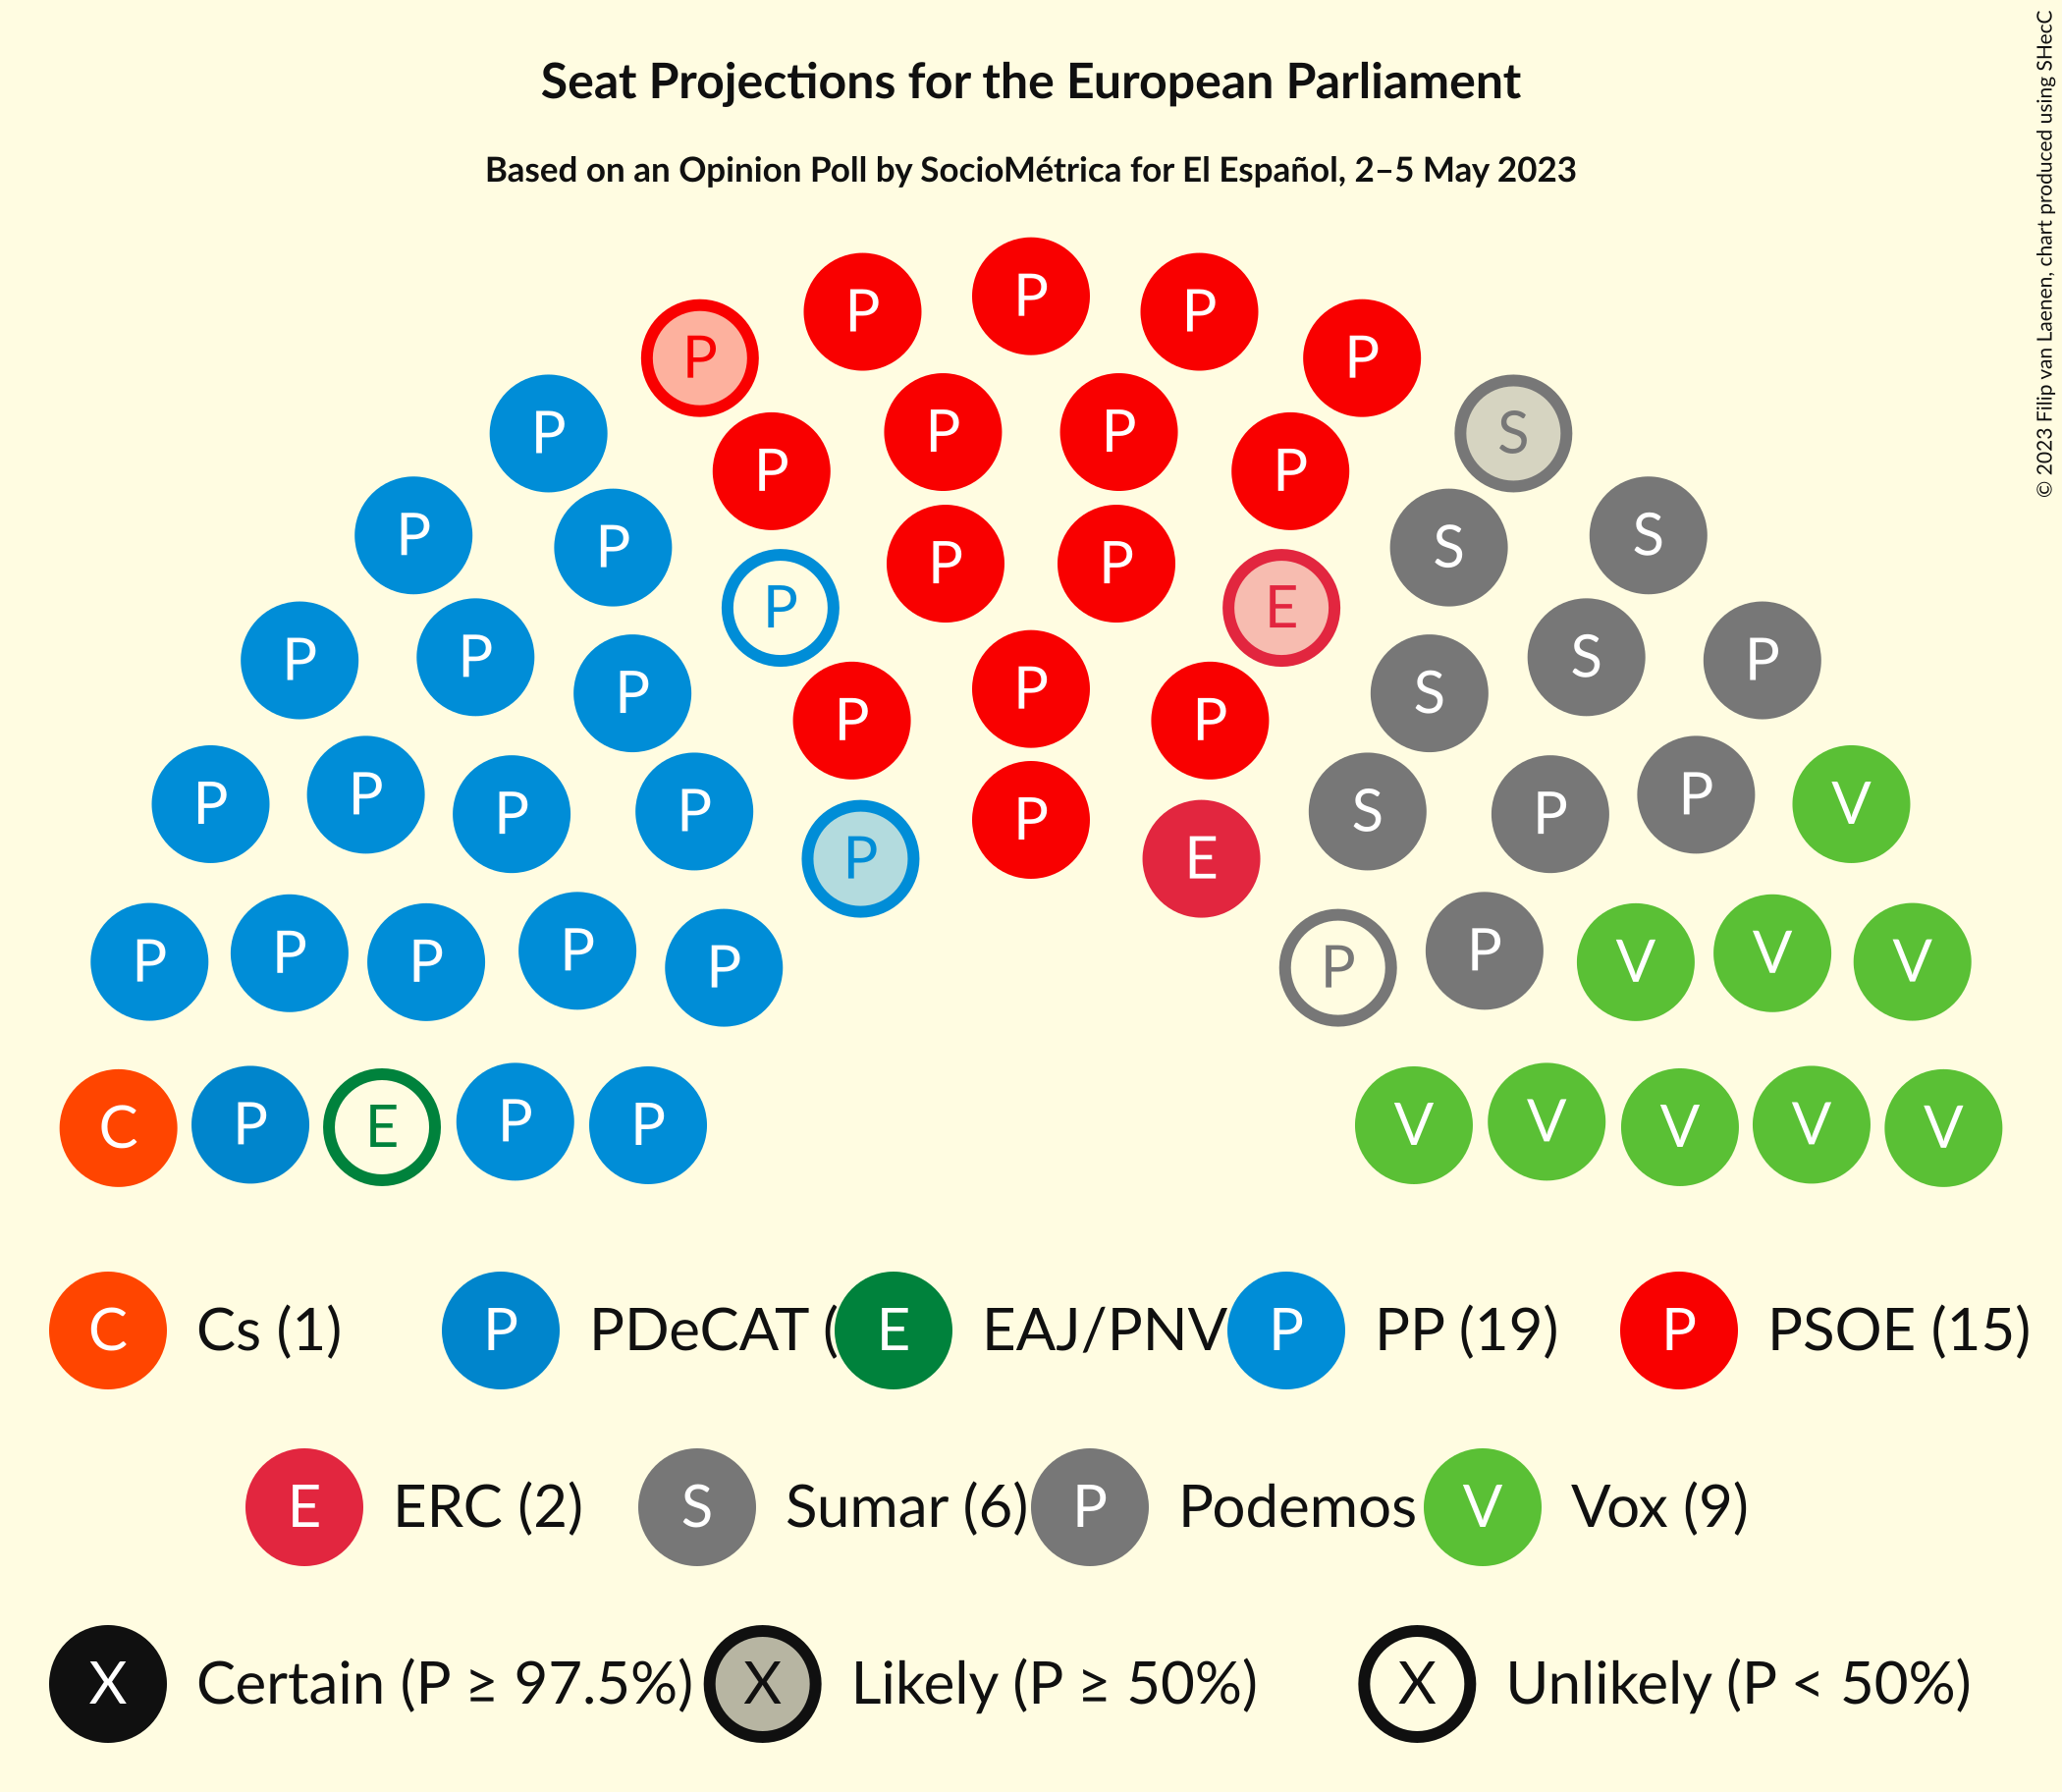 Seat Projections for the European Parliament
Based on an Opinion Poll by SocioMétrica for El Español, 2–5 May 2023
© 2023 Filip van Laenen, chart produced using SHecC
P
P P
P P
P P S
P P
P P
P P S S
P P
P E
P S P S
P P
P P
P P P P V
P P S P
P
P E
P P P V V V
P P P P
C P E P P V V V V V
C Cs (1) P PDeCAT ( E EAJ/PNV P PP (19) P PSOE (15)
E ERC (2) S Sumar (6) P Podemos V Vox (9)
X Certain (P ≥ 97.5%) X Likely (P ≥ 50%) X Unlikely (P < 50%)